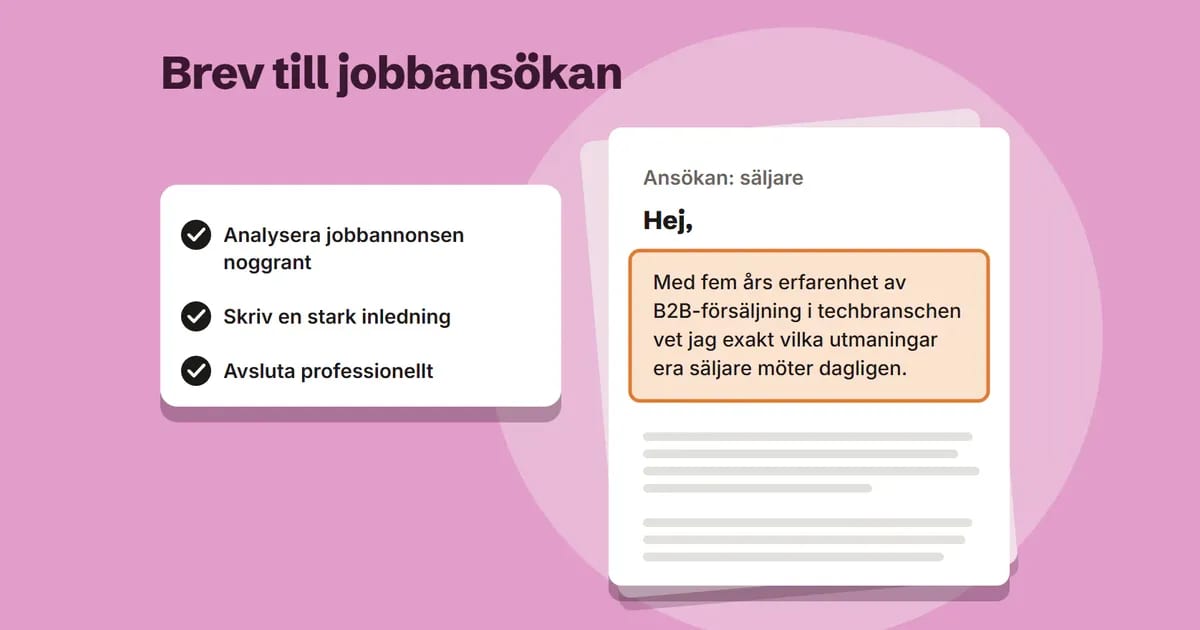 Brev till jobbansökan
Analysera jobbannonsen
noggrant
Skriv en stark inledning
Avsluta professionellt
Ansökan: säljare
Hej,
Med fem års erfarenhet av
B2B-försäljning i techbranschen
vet jag exakt vilka utmaningar
era säljare möter dagligen.